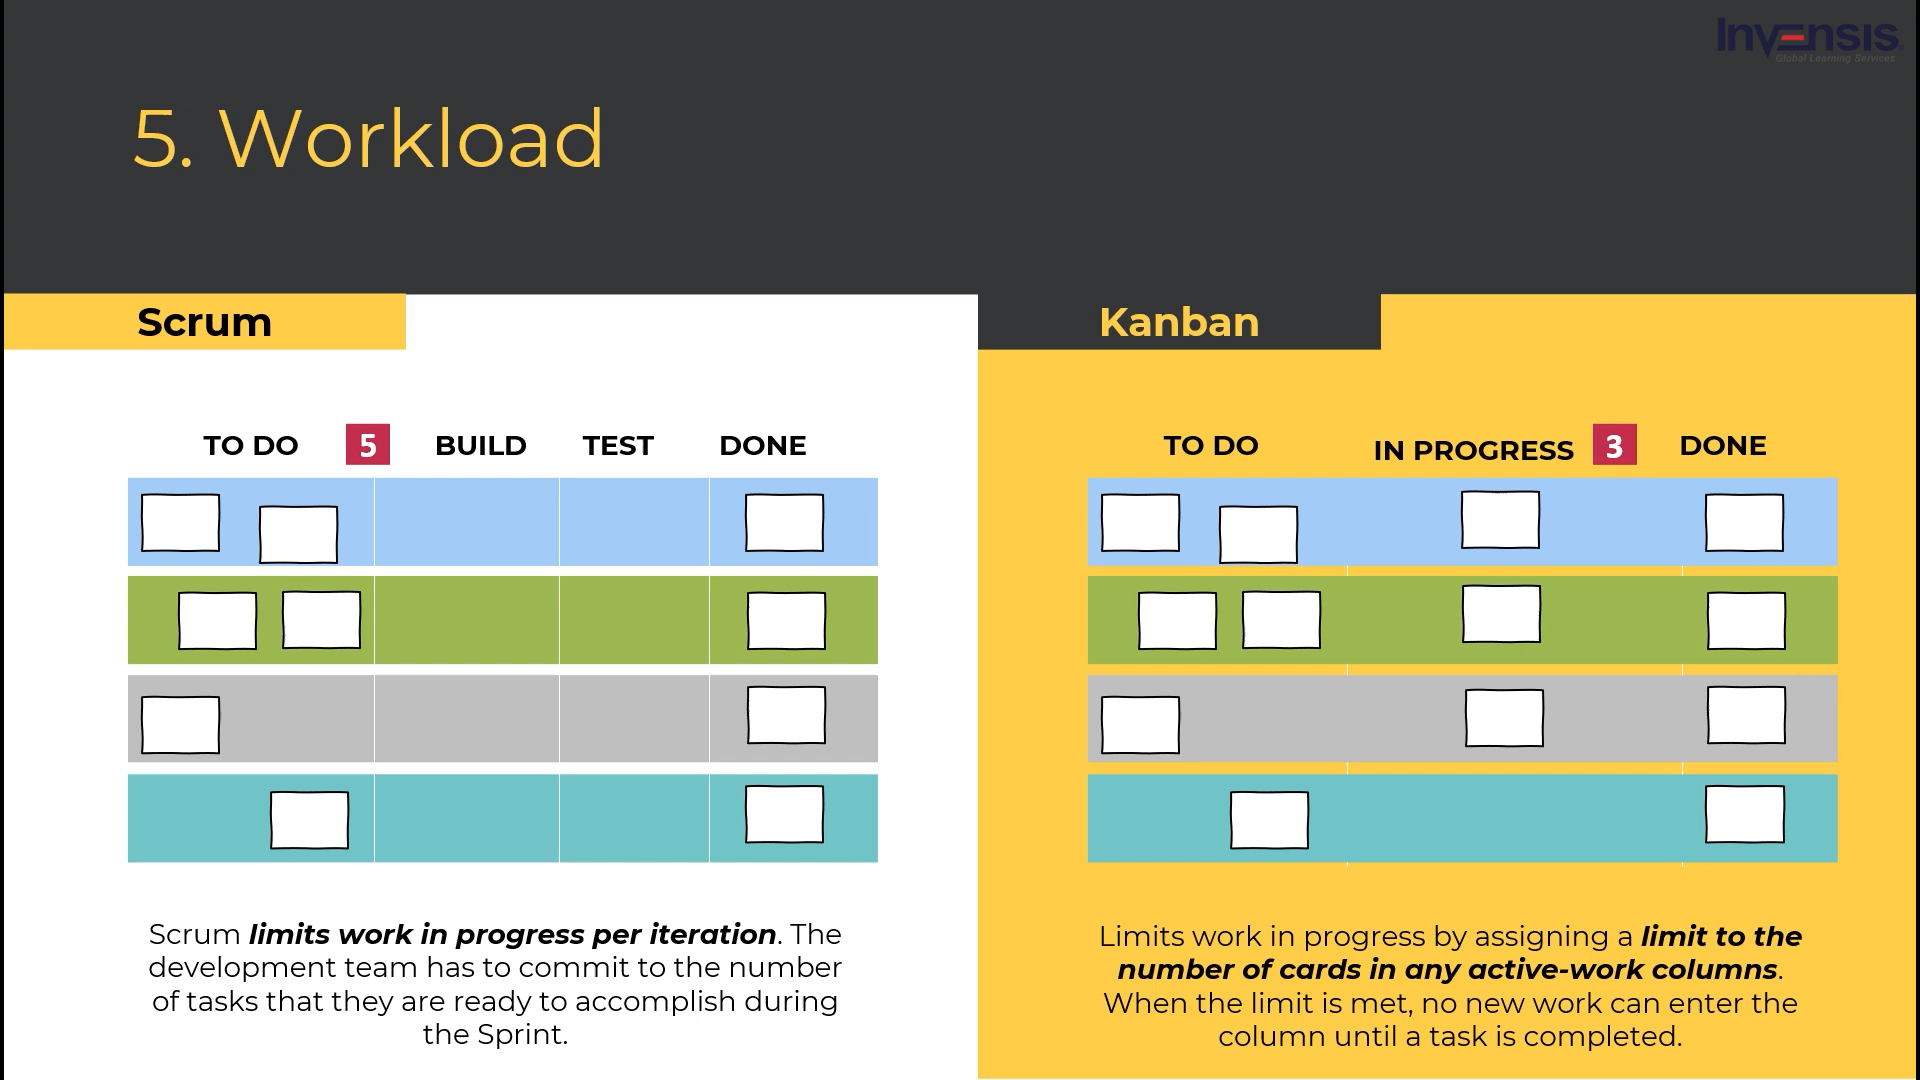 Invensis
Global Learning Services
5. Workload
Scrum
TO DO 5 BUILD TEST DONE
Scrum limits work in progress per iteration. The
development team has to commit to the number
of tasks that they are ready to accomplish during
the Sprint.
Kanban
TO DO IN PROGRESS 3 DONE
Limits work in progress by assigning a limit to the
number of cards in any active-work columns.
When the limit is met, no new work can enter the
column until a task is completed.